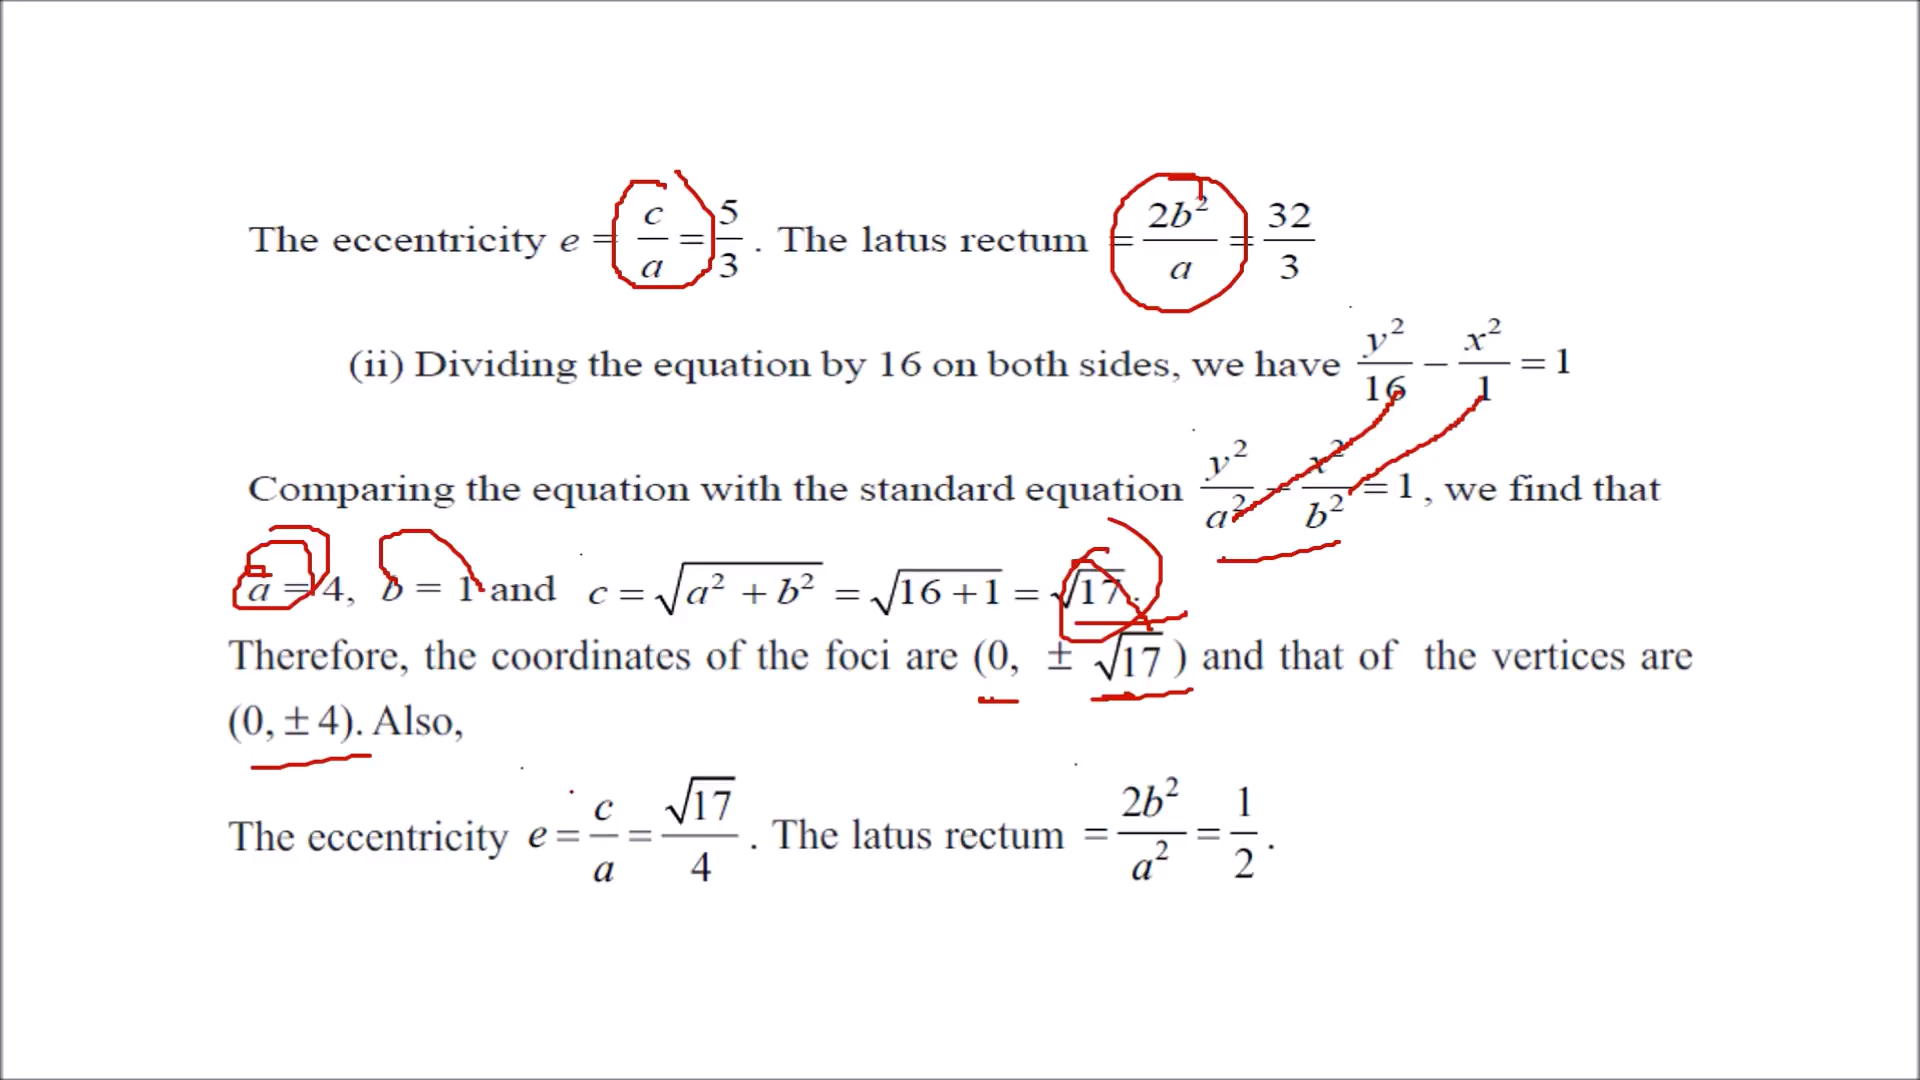 The eccentricity e = c/a = 5/3 . The latus rectum = 2b²/a = 32/3
(ii) Dividing the equation by 16 on both sides, we have y²/16 − x²/1 = 1
Comparing the equation with the standard equation y²/a² − x²/b² = 1 , we find that
a = 4, b = 1 and c = √(a² + b²) = √(16 + 1) = √17.
Therefore, the coordinates of the foci are (0, ± √17) and that of the vertices are
(0, ± 4). Also,
The eccentricity e = c/a = √17/4 . The latus rectum = 2b²/a² = 1/2 .